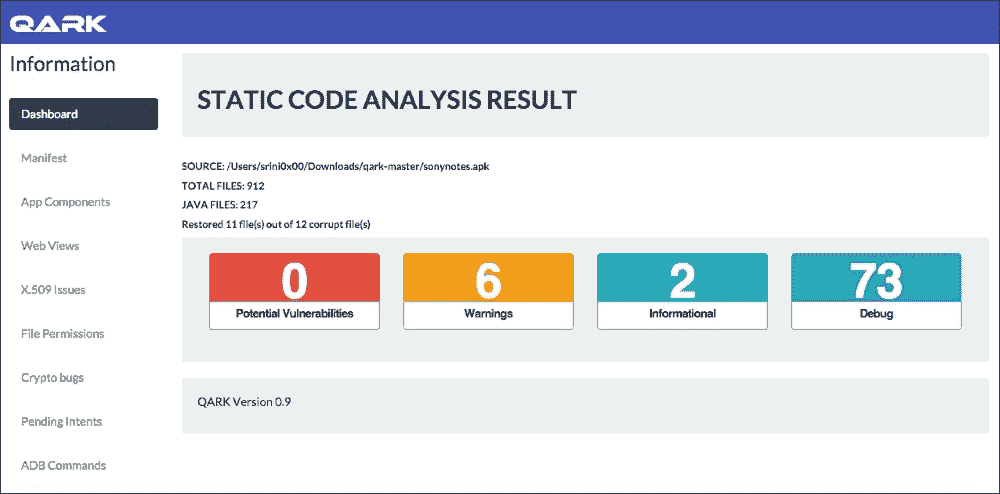 QARK
Information
Dashboard
Manifest
App Components
Web Views
X.509 Issues
File Permissions
Crypto bugs
Pending Intents
ADB Commands
STATIC CODE ANALYSIS RESULT
SOURCE: /Users/srini0x00/Downloads/qark-master/sonynotes.apk
TOTAL FILES: 912
JAVA FILES: 217
Restored 11 file(s) out of 12 corrupt file(s)
0
Potential Vulnerabilities
6
Warnings
2
Informational
73
Debug
QARK Version 0.9